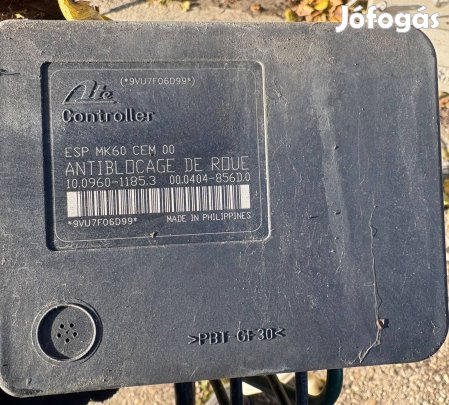 Jófogás
(*9VU7F06D99*)
Ate
Controller
ESP MK60 CEM 00
ANTIBLOCAGE DE ROUE
10.0960-1185.3 00.0404-856D.0
*9VU7F06D99* MADE IN PHILIPPINES
>PBT GF30<